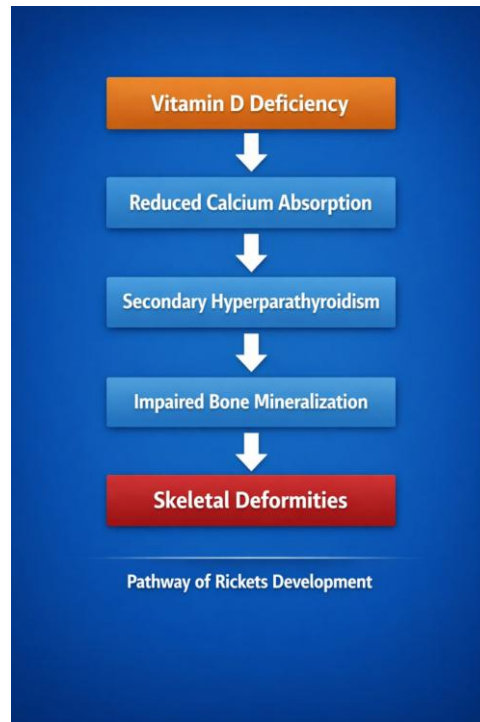 Vitamin D Deficiency
Reduced Calcium Absorption
Secondary Hyperparathyroidism
Impaired Bone Mineralization
Skeletal Deformities
Pathway of Rickets Development